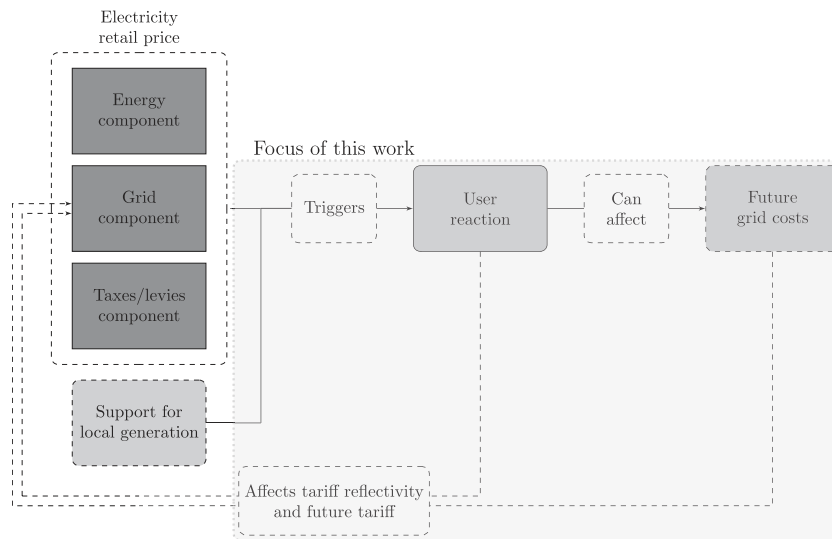 Electricity
retail price
Energy
component
Focus of this work
Grid
component
Triggers
User
reaction
Can
affect
Future
grid costs
Taxes/levies
component
Support for
local generation
Affects tariff reflectivity
and future tariff